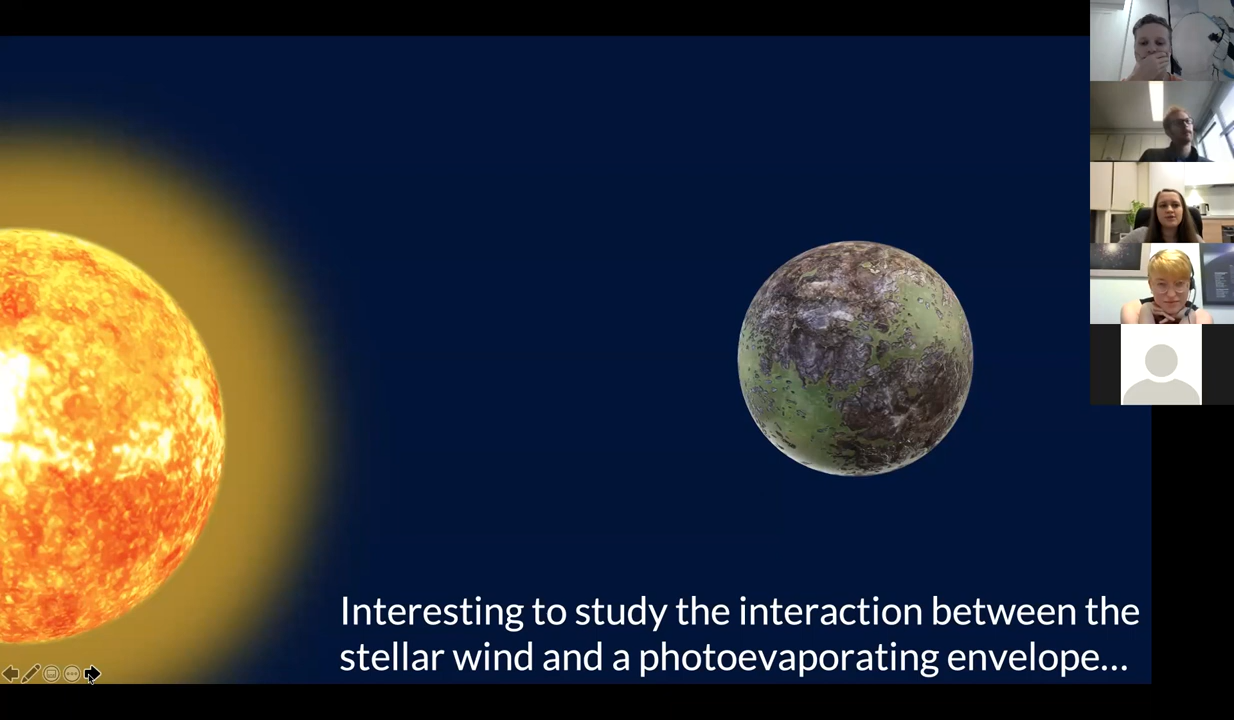 Interesting to study the interaction between the
stellar wind and a photoevaporating envelope...